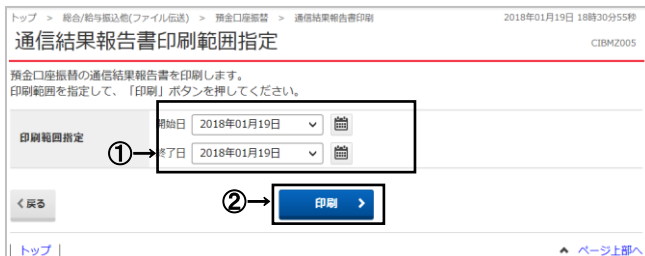 トップ > 総合/給与振込他(ファイル伝送) > 預金口座振替 > 通信結果報告書印刷
2018年01月19日 18時30分55秒
通信結果報告書印刷範囲指定
CIBMZ005
預金口座振替の通信結果報告書を印刷します。
印刷範囲を指定して、「印刷」ボタンを押してください。
印刷範囲指定
開始日 2018年01月19日
① 終了日 2018年01月19日
く戻る
② 印刷
| トップ |
ページ上部へ